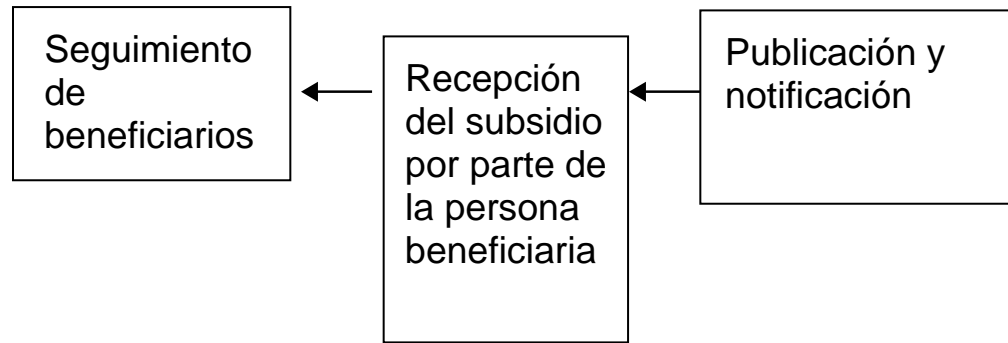 Seguimiento
de
beneficiarios
Recepción
del subsidio
por parte de
la persona
beneficiaria
Publicación y
notificación